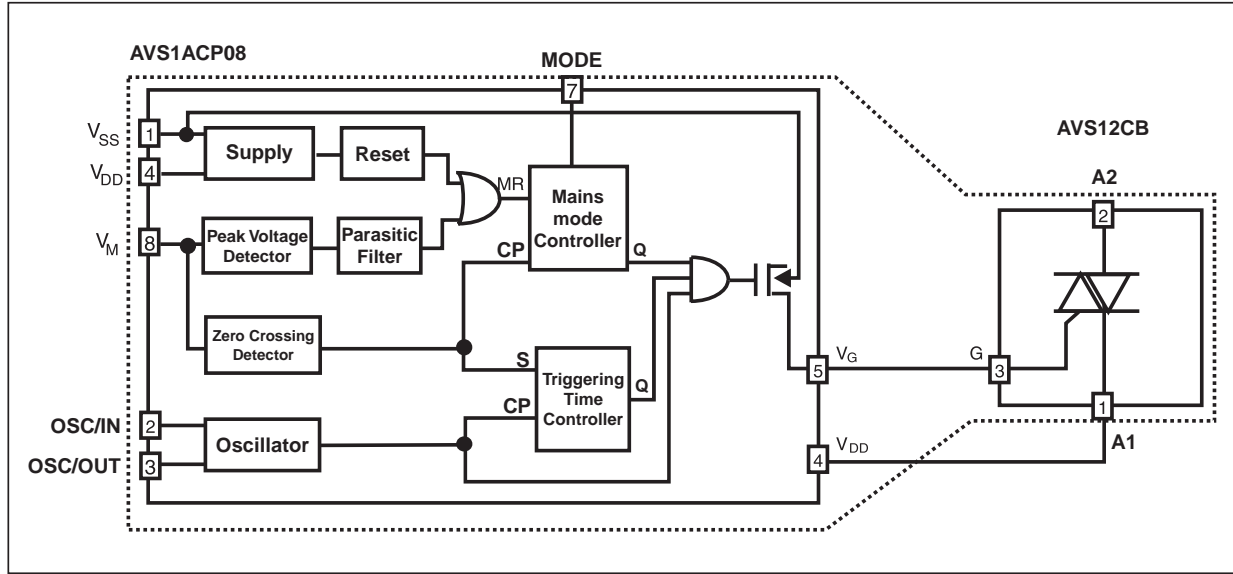 AVS1ACP08
MODE
7
AVS12CB
VSS
1
Supply
Reset
VDD
4
MR
Mains
mode
Controller
A2
2
VM
8
Peak Voltage
Detector
Parasitic
Filter
CP
Q
Zero Crossing
Detector
S
Triggering
Time
Controller
Q
CP
VG
5
G
3
OSC/IN
2
Oscillator
OSC/OUT
3
1
A1
4
VDD